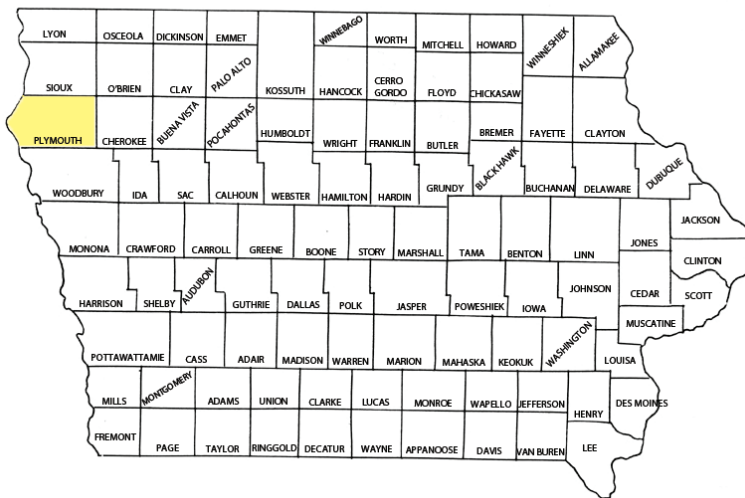 LYON
OSCEOLA
DICKINSON
EMMET
WINNEBAGO
WORTH
MITCHELL
HOWARD
WINNESHIEK
ALLAMAKEE
SIOUX
O'BRIEN
CLAY
PALO ALTO
KOSSUTH
HANCOCK
CERRO
GORDO
FLOYD
CHICKASAW
PLYMOUTH
CHEROKEE
BUENA VISTA
POCAHONTAS
HUMBOLDT
WRIGHT
FRANKLIN
BUTLER
BREMER
FAYETTE
CLAYTON
WOODBURY
IDA
SAC
CALHOUN
WEBSTER
HAMILTON
HARDIN
GRUNDY
BLACK HAWK
BUCHANAN
DELAWARE
DUBUQUE
MONONA
CRAWFORD
CARROLL
GREENE
BOONE
STORY
MARSHALL
TAMA
BENTON
LINN
JONES
JACKSON
CLINTON
HARRISON
SHELBY
AUDUBON
GUTHRIE
DALLAS
POLK
JASPER
POWESHIEK
IOWA
JOHNSON
CEDAR
SCOTT
MUSCATINE
POTTAWATTAMIE
CASS
ADAIR
MADISON
WARREN
MARION
MAHASKA
KEOKUK
WASHINGTON
LOUISA
MILLS
MONTGOMERY
ADAMS
UNION
CLARKE
LUCAS
MONROE
WAPELLO
JEFFERSON
HENRY
DES MOINES
FREMONT
PAGE
TAYLOR
RINGGOLD
DECATUR
WAYNE
APPANOOSE
DAVIS
VAN BUREN
LEE